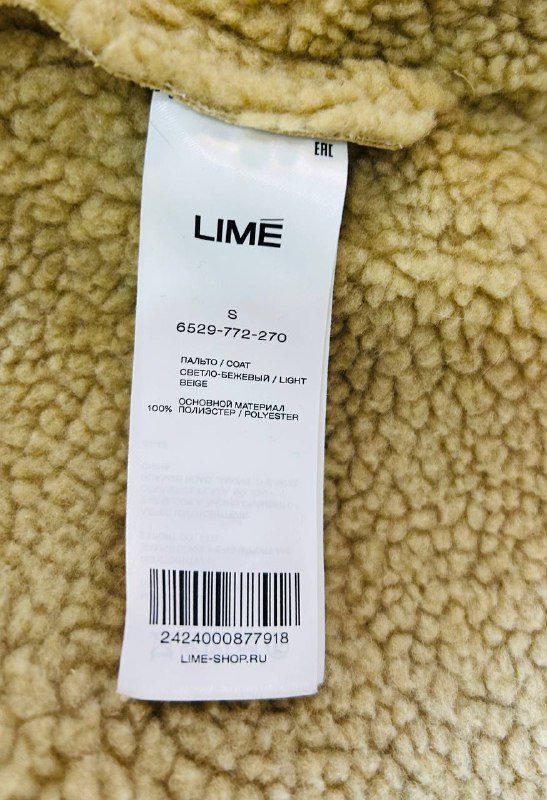 EAC
LIMĒ
S
6529-772-270
ПАЛЬТО / COAT
СВЕТЛО-БЕЖЕВЫЙ / LIGHT
BEIGE
ОСНОВНОЙ МАТЕРИАЛ
100% ПОЛИЭСТЕР / POLYESTER
2424000877918
LIME-SHOP.RU